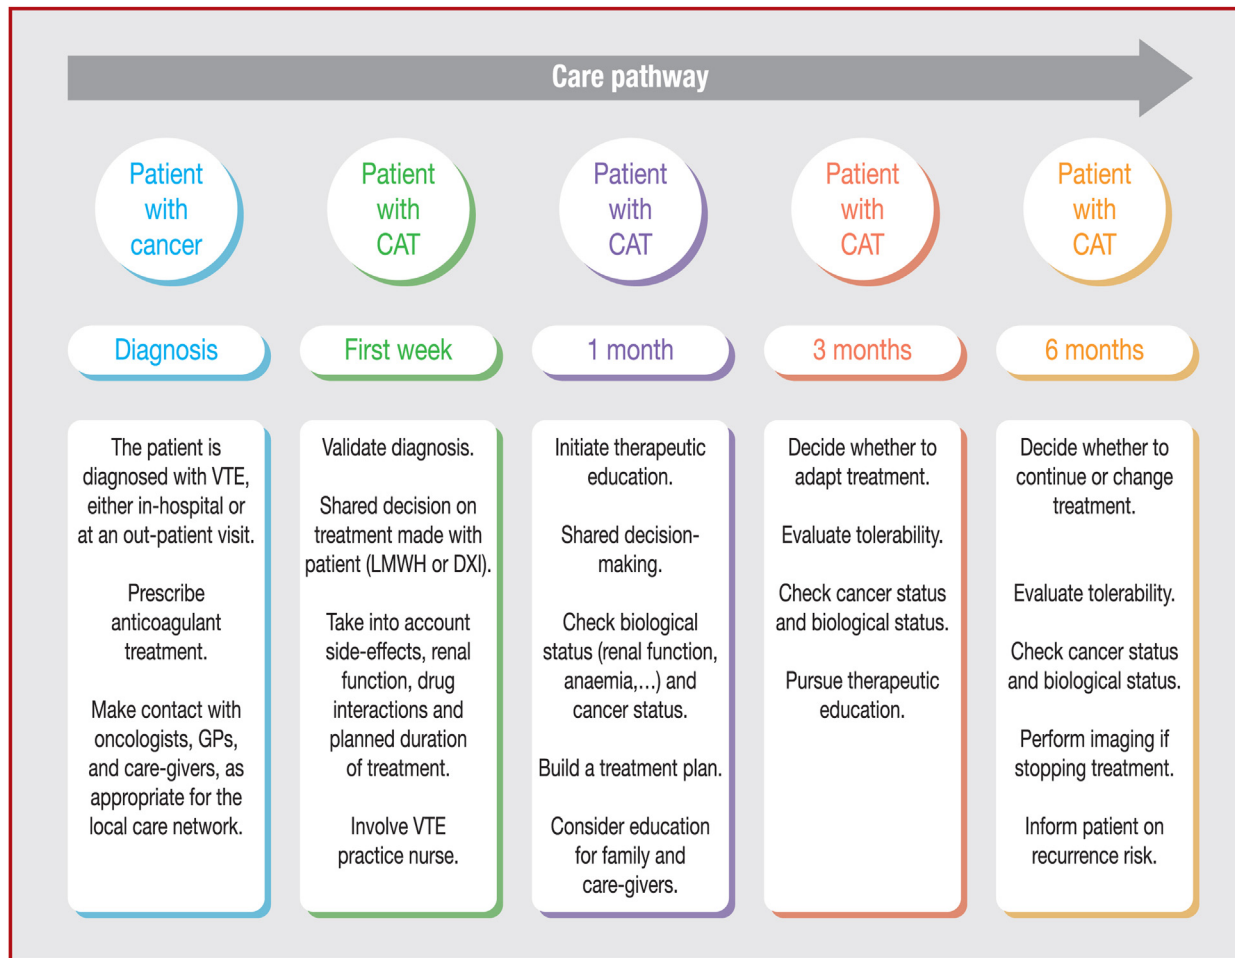 Care pathway
Patient
with
cancer
Patient
with
CAT
Patient
with
CAT
Patient
with
CAT
Patient
with
CAT
Diagnosis
First week
1 month
3 months
6 months
The patient is
diagnosed with VTE,
either in-hospital or
at an out-patient visit.
Prescribe
anticoagulant
treatment.
Make contact with
oncologists, GPs,
and care-givers, as
appropriate for the
local care network.
Validate diagnosis.
Shared decision on
treatment made with
patient (LMWH or DXI).
Take into account
side-effects, renal
function, drug
interactions and
planned duration
of treatment.
Involve VTE
practice nurse.
Initiate therapeutic
education.
Shared decision-
making.
Check biological
status (renal function,
anaemia,...) and
cancer status.
Build a treatment plan.
Consider education
for family and
care-givers.
Decide whether to
adapt treatment.
Evaluate tolerability.
Check cancer status
and biological status.
Pursue therapeutic
education.
Decide whether to
continue or change
treatment.
Evaluate tolerability.
Check cancer status
and biological status.
Perform imaging if
stopping treatment.
Inform patient on
recurrence risk.